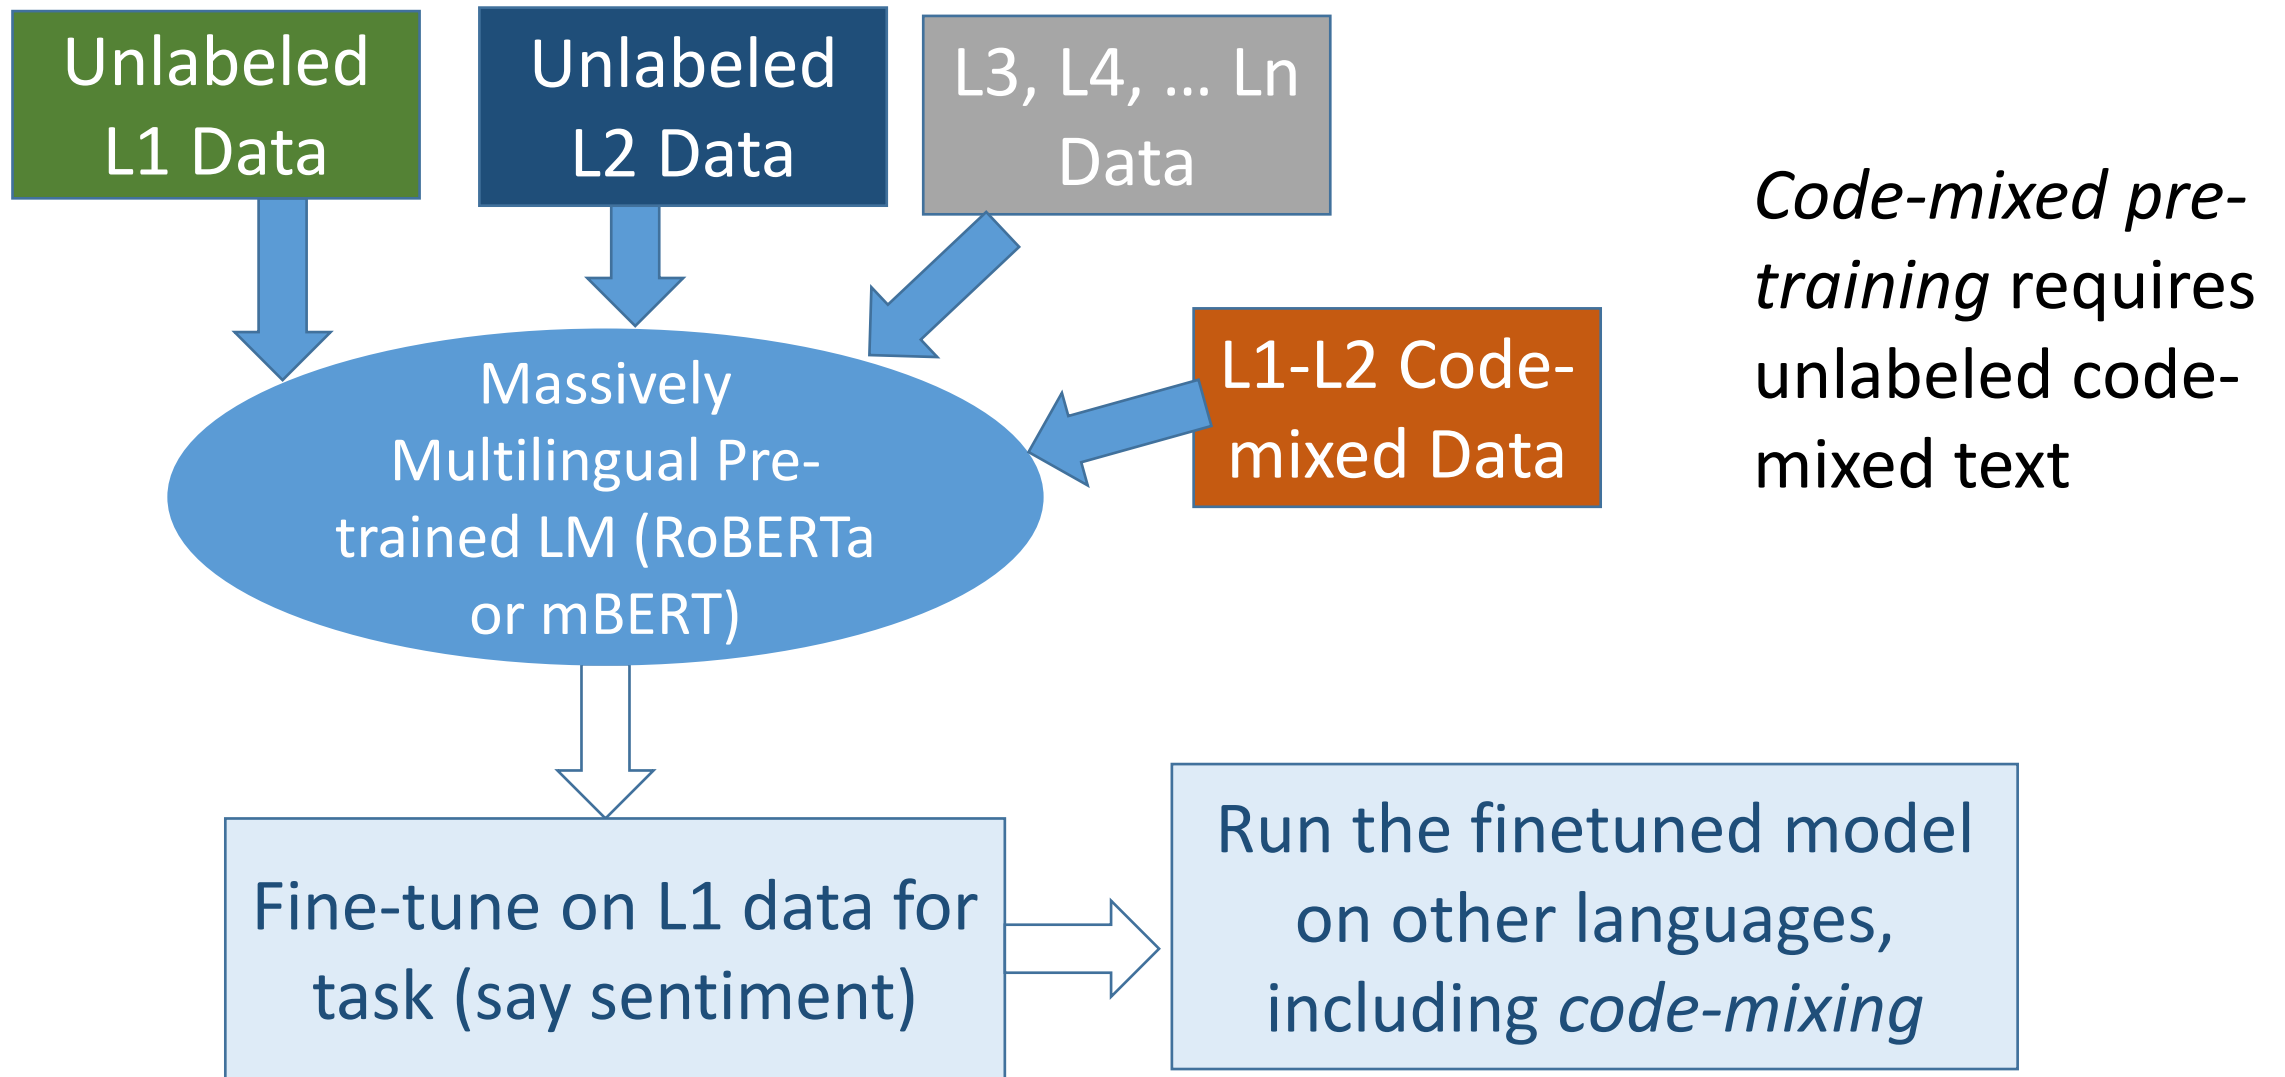 Unlabeled
L1 Data
Unlabeled
L2 Data
L3, L4, ... Ln
Data
Code-mixed pre-
training requires
unlabeled code-
mixed text
L1-L2 Code-
mixed Data
Massively
Multilingual Pre-
trained LM (RoBERTa
or mBERT)
Fine-tune on L1 data for
task (say sentiment)
Run the finetuned model
on other languages,
including code-mixing